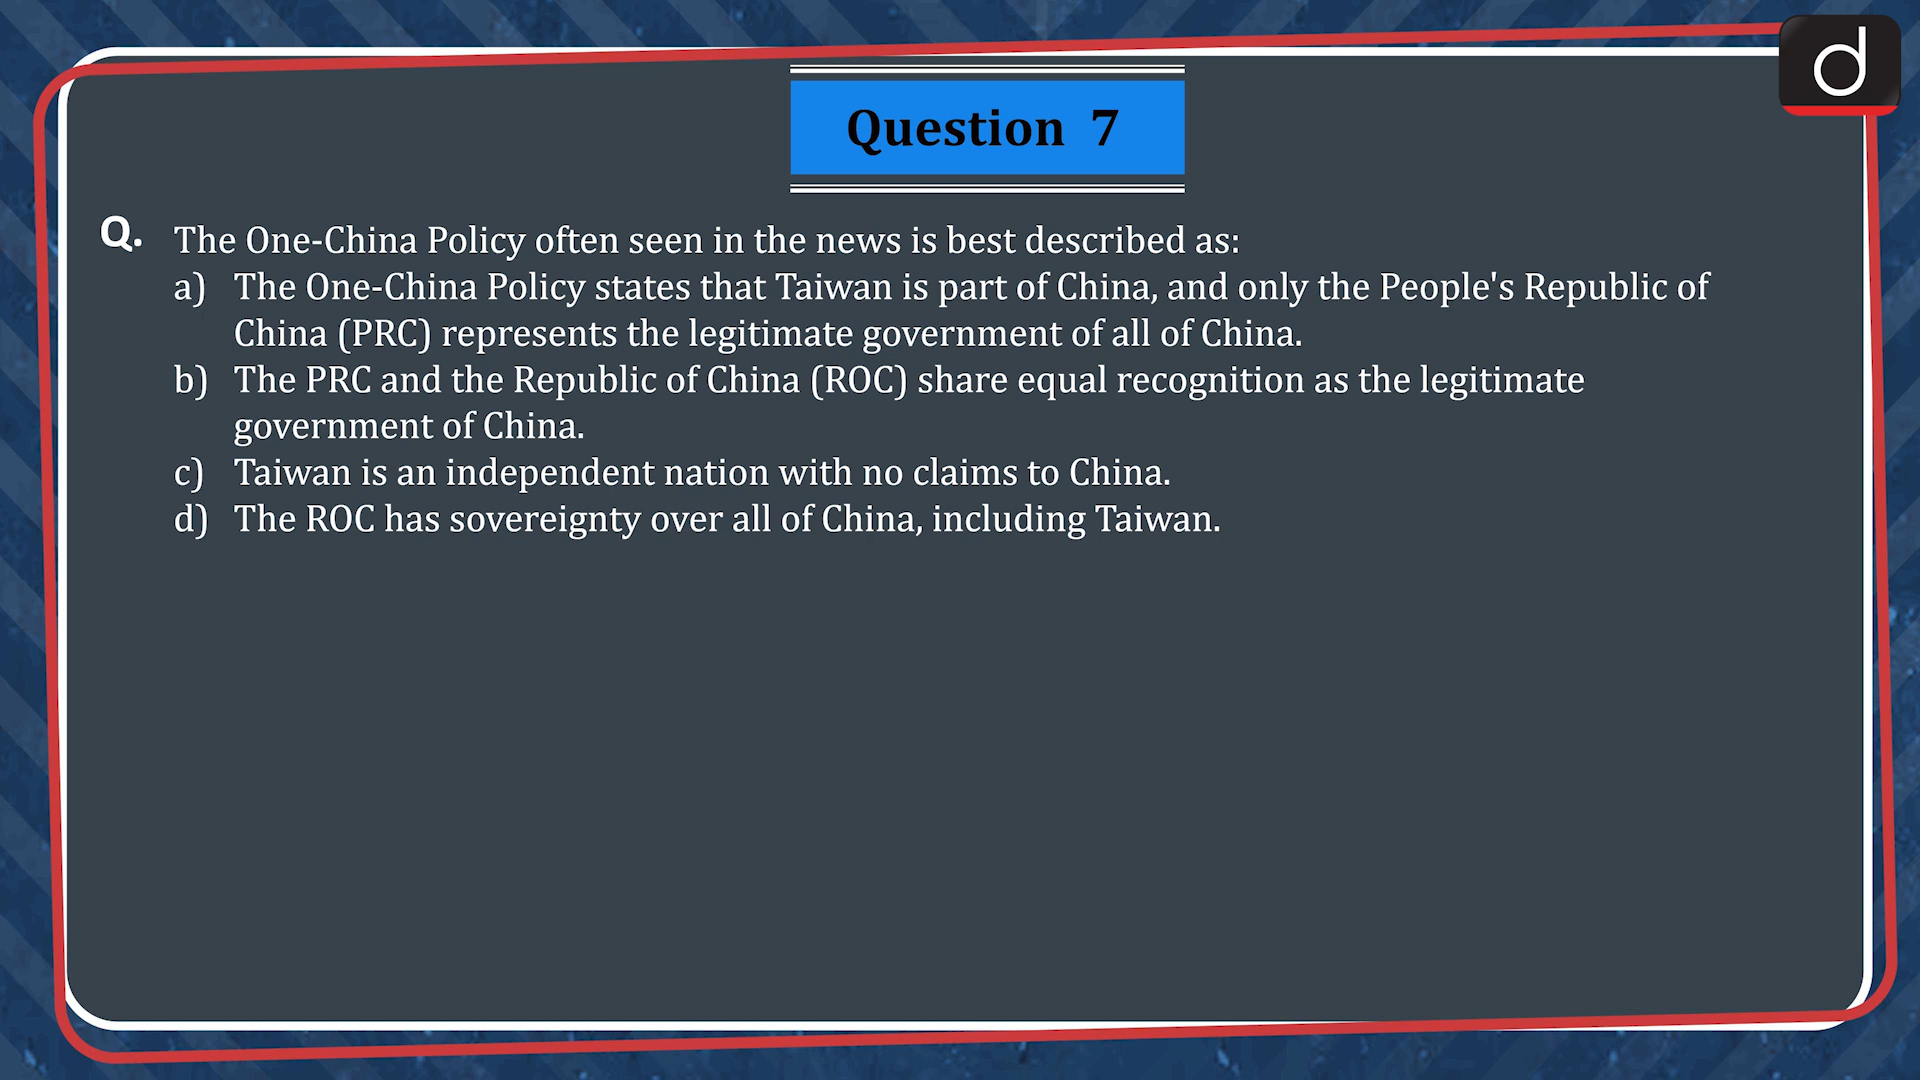 Question 7
Q. The One-China Policy often seen in the news is best described as:
a) The One-China Policy states that Taiwan is part of China, and only the People's Republic of
China (PRC) represents the legitimate government of all of China.
b) The PRC and the Republic of China (ROC) share equal recognition as the legitimate
government of China.
c) Taiwan is an independent nation with no claims to China.
d) The ROC has sovereignty over all of China, including Taiwan.
d